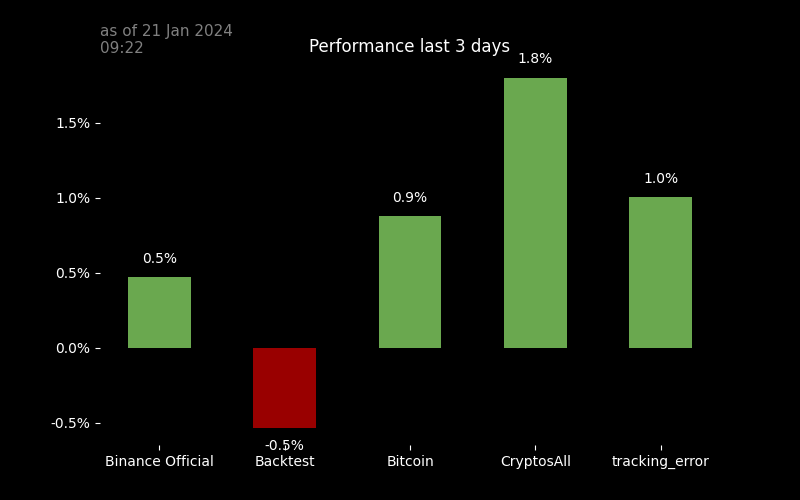 as of 21 Jan 2024
09:22
Performance last 3 days
1.8%
1.5%
1.0%
1.0%
0.9%
0.5%
0.5%
0.0%
-0.5%
-0.5%
Binance Official
Backtest
Bitcoin
CryptosAll
tracking_error